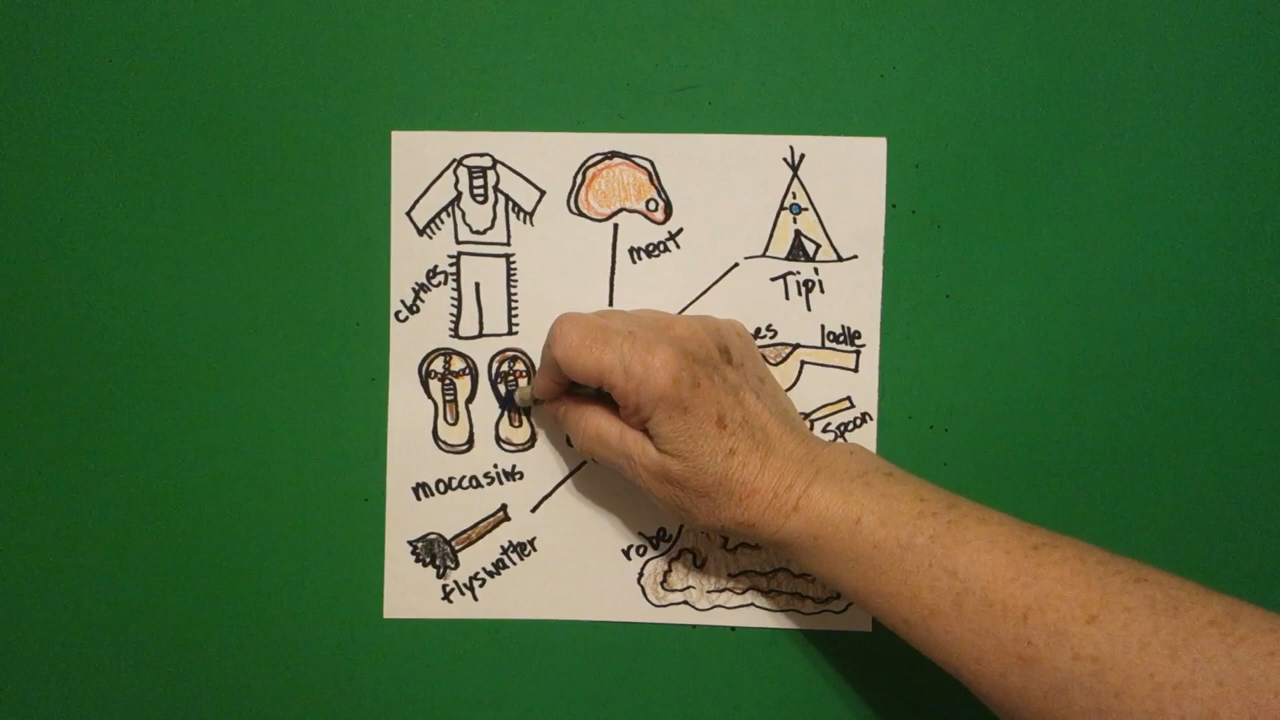 meat
Tipi
clothes
ladle
spoon
moccasins
flyswatter
robe